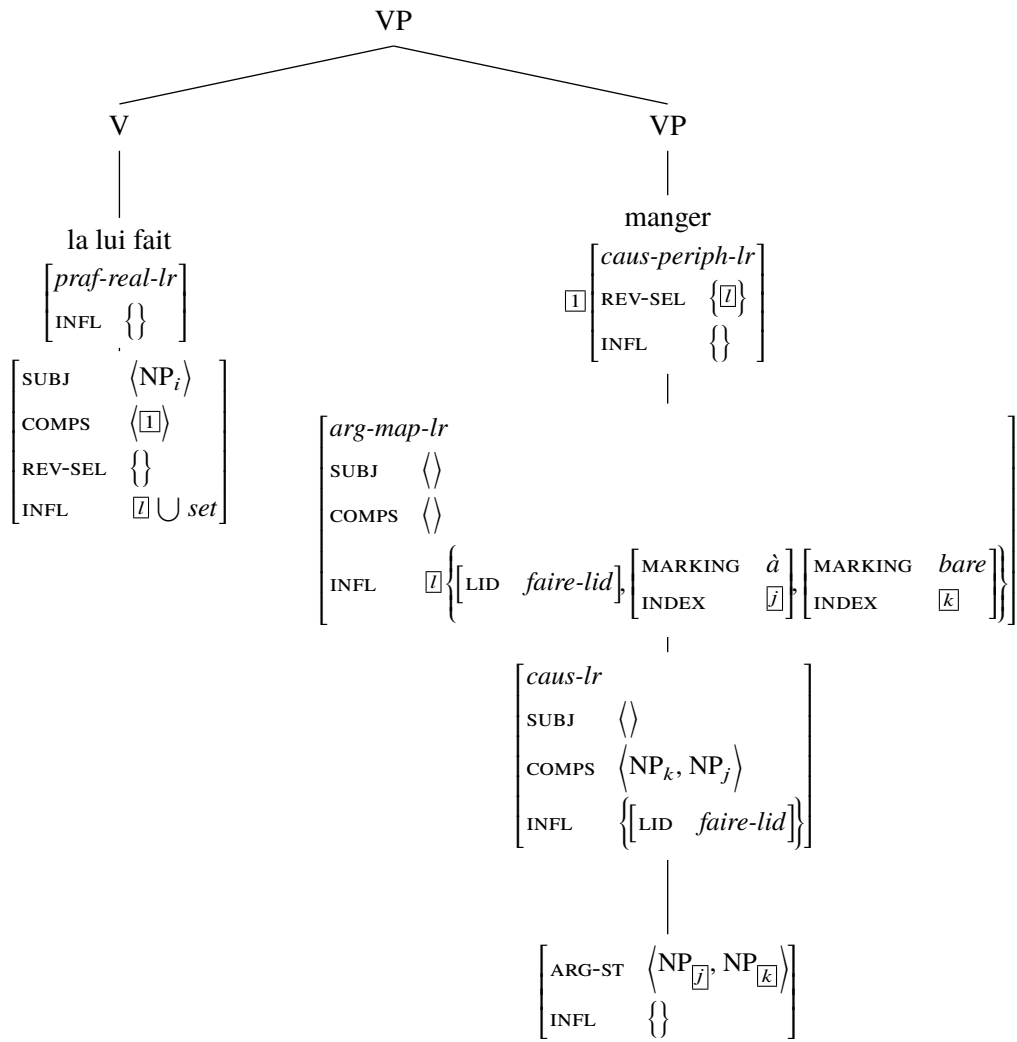 VP
V VP
la lui fait
praf-real-lr
INFL {}
SUBJ ⟨NP_i⟩
COMPS ⟨[1]⟩
REV-SEL {}
INFL [l] ⋃ set
manger
[1] caus-periph-lr
REV-SEL {[l]}
INFL {}
arg-map-lr
SUBJ ⟨⟩
COMPS ⟨⟩
INFL [l] {[LID faire-lid], [MARKING à, INDEX [j]], [MARKING bare, INDEX [k]]}
caus-lr
SUBJ ⟨⟩
COMPS ⟨NP_k, NP_j⟩
INFL {[LID faire-lid]}
ARG-ST ⟨NP_[j], NP_[k]⟩
INFL {}